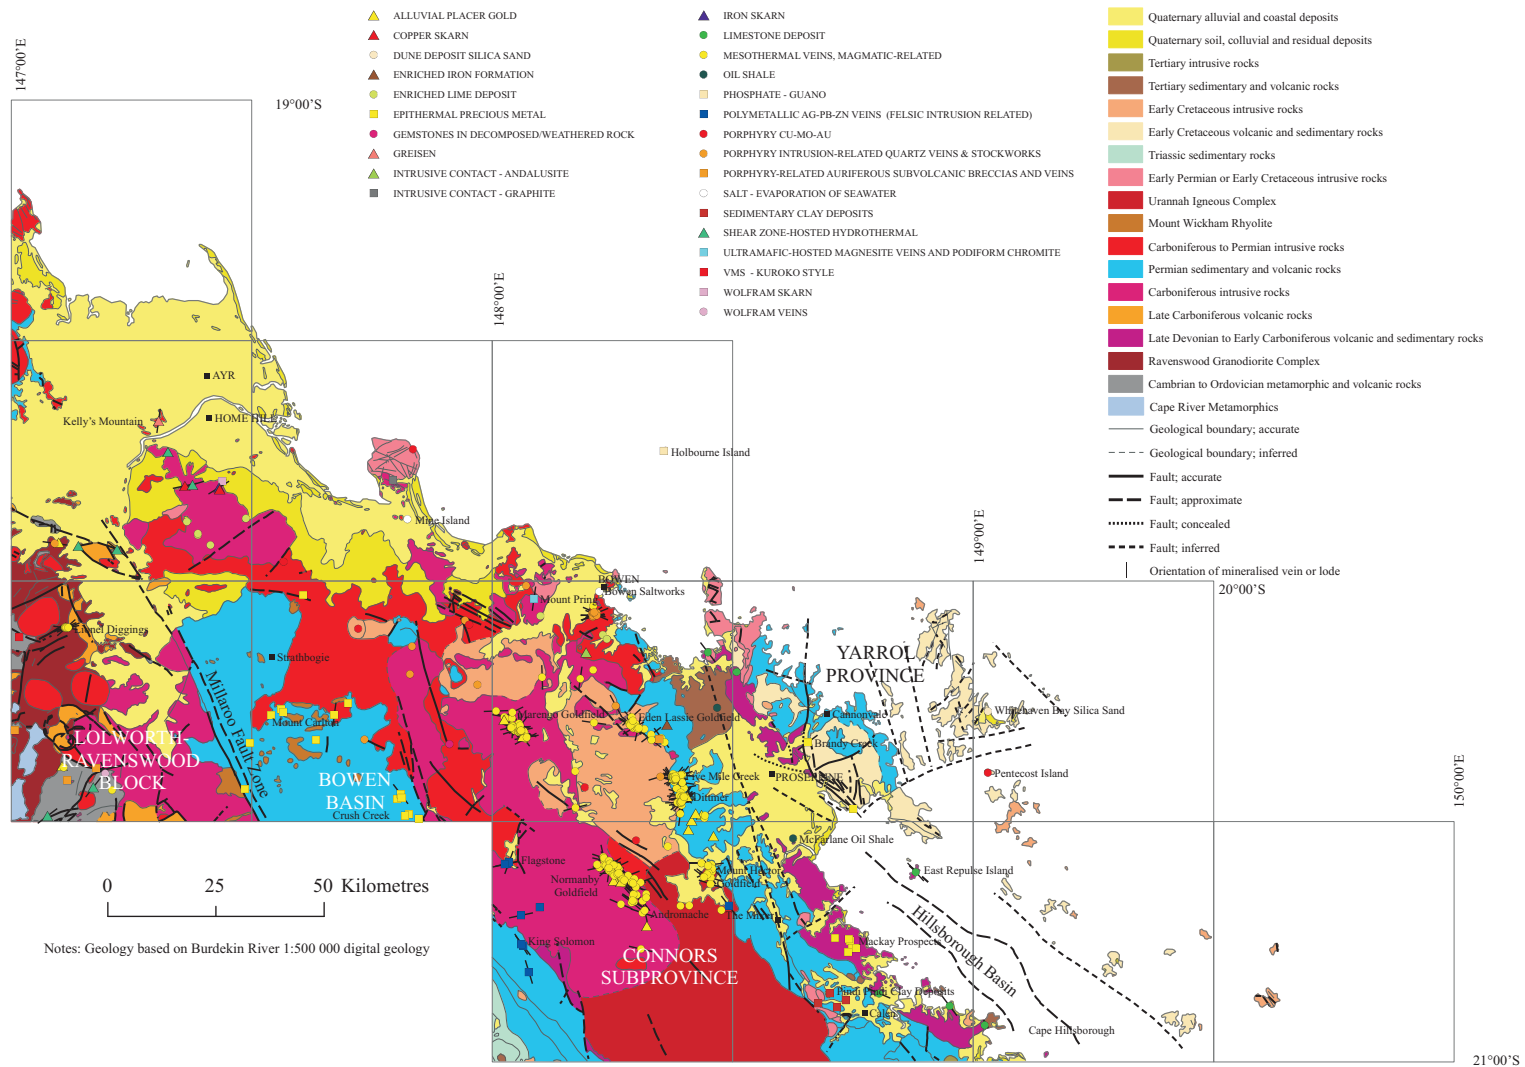 147°00'E
19°00'S
148°00'E
149°00'E
20°00'S
150°00'E
21°00'S
ALLUVIAL PLACER GOLD
COPPER SKARN
DUNE DEPOSIT SILICA SAND
ENRICHED IRON FORMATION
ENRICHED LIME DEPOSIT
EPITHERMAL PRECIOUS METAL
GEMSTONES IN DECOMPOSED/WEATHERED ROCK
GREISEN
INTRUSIVE CONTACT - ANDALUSITE
INTRUSIVE CONTACT - GRAPHITE
IRON SKARN
LIMESTONE DEPOSIT
MESOTHERMAL VEINS, MAGMATIC-RELATED
OIL SHALE
PHOSPHATE - GUANO
POLYMETALLIC AG-PB-ZN VEINS (FELSIC INTRUSION RELATED)
PORPHYRY CU-MO-AU
PORPHYRY INTRUSION-RELATED QUARTZ VEINS & STOCKWORKS
PORPHYRY-RELATED AURIFEROUS SUBVOLCANIC BRECCIAS AND VEINS
SALT - EVAPORATION OF SEAWATER
SEDIMENTARY CLAY DEPOSITS
SHEAR ZONE-HOSTED HYDROTHERMAL
ULTRAMAFIC-HOSTED MAGNESITE VEINS AND PODIFORM CHROMITE
VMS - KUROKO STYLE
WOLFRAM SKARN
WOLFRAM VEINS
Quaternary alluvial and coastal deposits
Quaternary soil, colluvial and residual deposits
Tertiary intrusive rocks
Tertiary sedimentary and volcanic rocks
Early Cretaceous intrusive rocks
Early Cretaceous volcanic and sedimentary rocks
Triassic sedimentary rocks
Early Permian or Early Cretaceous intrusive rocks
Urannah Igneous Complex
Mount Wickham Rhyolite
Carboniferous to Permian intrusive rocks
Permian sedimentary and volcanic rocks
Carboniferous intrusive rocks
Late Carboniferous volcanic rocks
Late Devonian to Early Carboniferous volcanic and sedimentary rocks
Ravenswood Granodiorite Complex
Cambrian to Ordovician metamorphic and volcanic rocks
Cape River Metamorphics
Geological boundary; accurate
Geological boundary; inferred
Fault; accurate
Fault; approximate
Fault; concealed
Fault; inferred
Orientation of mineralised vein or lode
AYR
Kelly's Mountain
HOME HILL
Holbourne Island
Mine Island
BOWEN
Bowen Saltworks
Mount Pring
Lionel Diggings
Strathbogie
YARROL
PROVINCE
Millaroo Fault Zone
Mount Carlton
Marengo Goldfield
Eden Lassie Goldfield
Cannonvale
Whitehaven Bay Silica Sand
LOLWORTH-
RAVENSWOOD
BLOCK
BOWEN
BASIN
Brandy Creek
Five Mile Creek
PROSERPINE
Pentecost Island
Dittmer
Crush Creek
McFarlane Oil Shale
Flagstone
Mount Hector
Goldfield
East Repulse Island
Normanby
Goldfield
Andromache
Hillsborough Basin
King Solomon
CONNORS
SUBPROVINCE
Mackay Prospects
Pindi Pindi Clay Deposits
Calen
Cape Hillsborough
0 25 50 Kilometres
Notes: Geology based on Burdekin River 1:500 000 digital geology